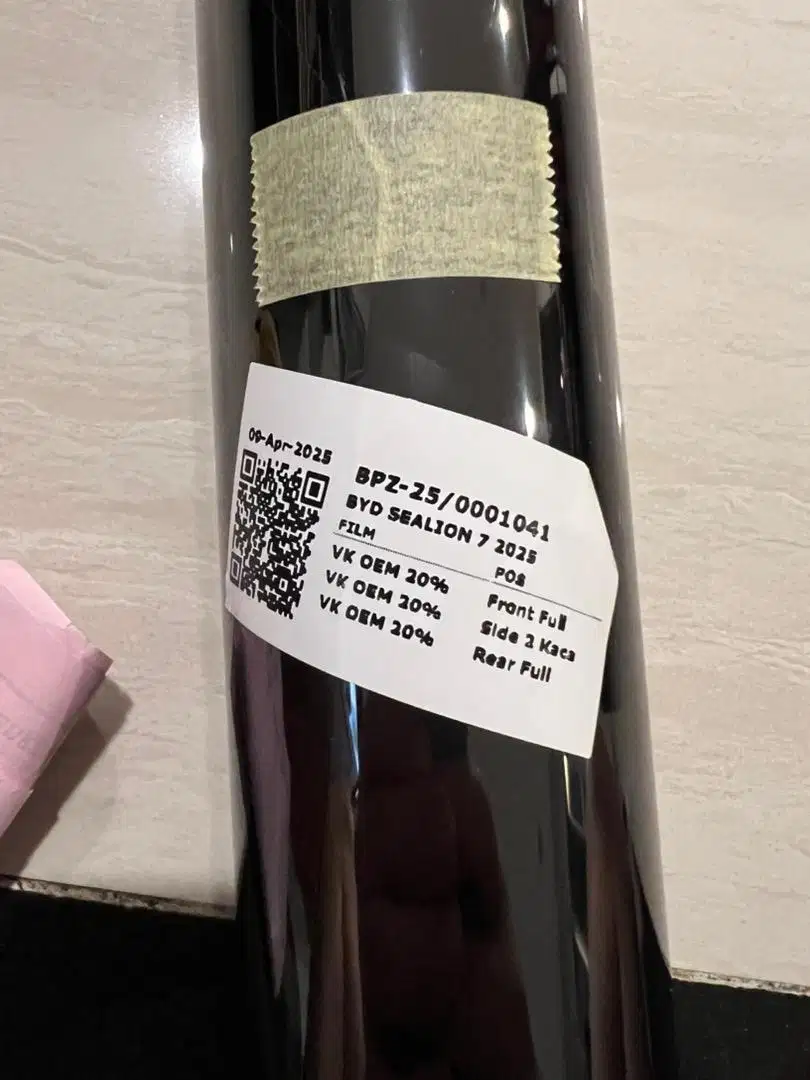 09-Apr-2025
BPZ-25/0001041
BYD SEALION 7 2025
FILM POS
VK OEM 20% Front Full
VK OEM 20% Side 2 Kaca
VK OEM 20% Rear Full